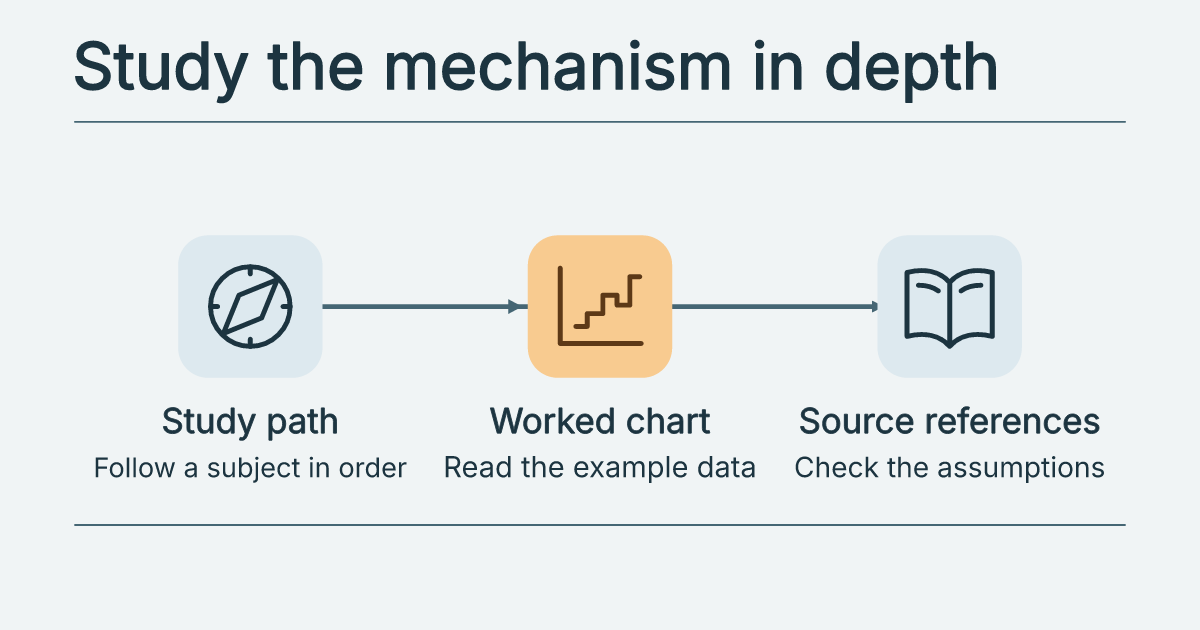 Study the mechanism in depth
Study path
Follow a subject in order
Worked chart
Read the example data
Source references
Check the assumptions